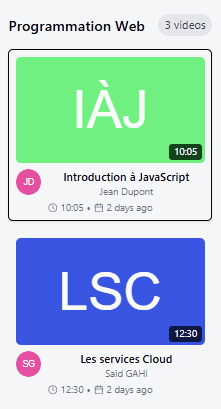 Programmation Web 3 videos
IÀJ
10:05
JD Introduction à JavaScript
Jean Dupont
10:05 • 2 days ago
LSC
12:30
SG Les services Cloud
Said GAHI
12:30 • 2 days ago